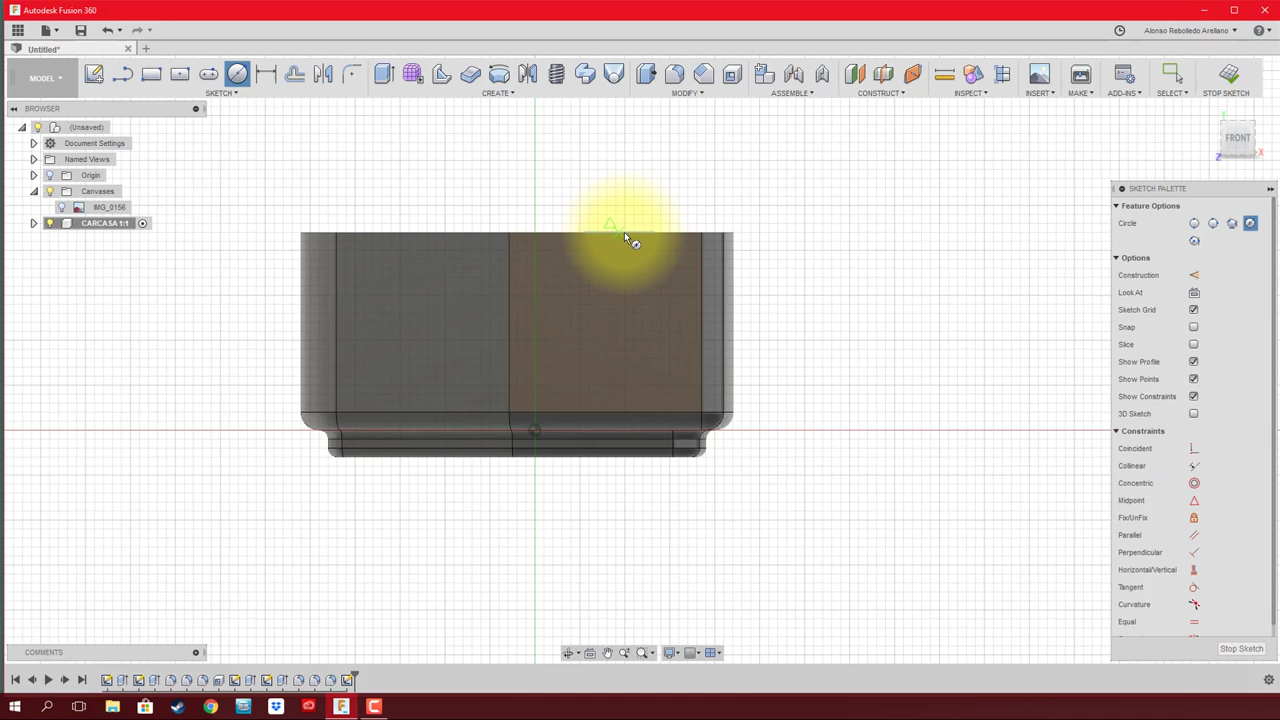 Autodesk Fusion 360
Alonso Rebolledo Arellano
Untitled*
MODEL
SKETCH
CREATE
MODIFY
ASSEMBLE
CONSTRUCT
INSPECT
INSERT
MAKE
ADD-INS
SELECT
STOP SKETCH
BROWSER
(Unsaved)
Document Settings
Named Views
Origin
Canvases
IMG_0156
CARCASA 1:1
Y
FRONT
X
Z
SKETCH PALETTE
Feature Options
Circle
Options
Construction
Look At
Sketch Grid
Snap
Slice
Show Profile
Show Points
Show Constraints
3D Sketch
Constraints
Coincident
Collinear
Concentric
Midpoint
Fix/UnFix
Parallel
Perpendicular
Horizontal/Vertical
Tangent
Curvature
Equal
Stop Sketch
COMMENTS